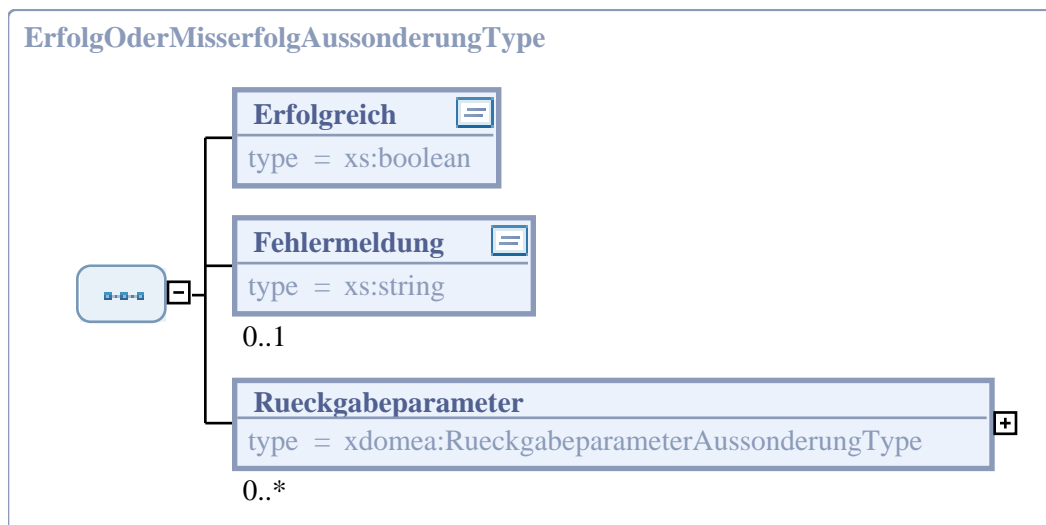 ErfolgOderMisserfolgAussonderungType
Erfolgreich
type = xs:boolean
Fehlermeldung
type = xs:string
0..1
Rueckgabeparameter
type = xdomea:RueckgabeparameterAussonderungType
0..*